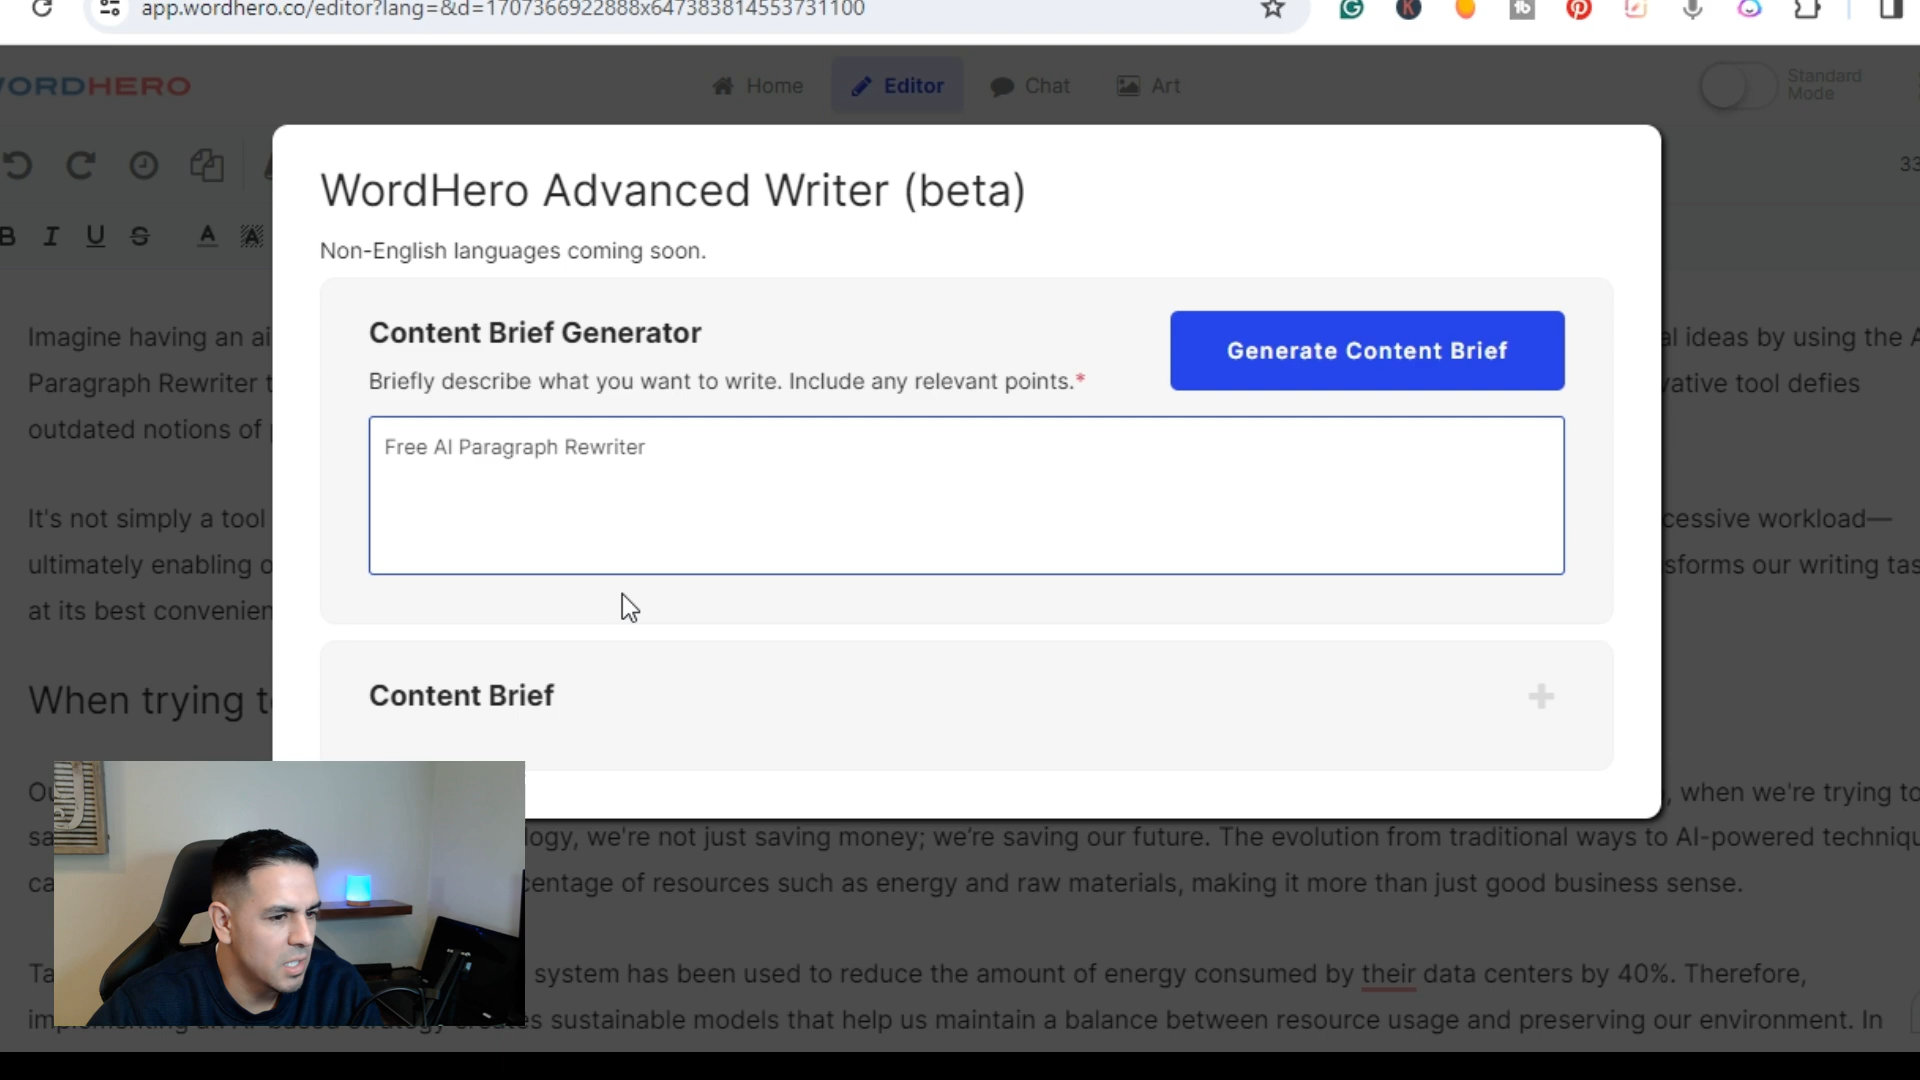 app.wordhero.co/editor?lang=&d=1707366922888x647383814553731100
WORDHERO
Home
Editor
Chat
Art
Standard
Mode
33
WordHero Advanced Writer (beta)
Non-English languages coming soon.
Content Brief Generator
Generate Content Brief
Briefly describe what you want to write. Include any relevant points.*
Free AI Paragraph Rewriter
Content Brief
Imagine having an ai
al ideas by using the A
Paragraph Rewriter t
vative tool defies
outdated notions of
It's not simply a tool
cessive workload—
ultimately enabling o
sforms our writing tas
at its best convenien
When trying to
, when we're trying to
logy, we're not just saving money; we're saving our future. The evolution from traditional ways to AI-powered techniqu
centage of resources such as energy and raw materials, making it more than just good business sense.
system has been used to reduce the amount of energy consumed by their data centers by 40%. Therefore,
sustainable models that help us maintain a balance between resource usage and preserving our environment. In